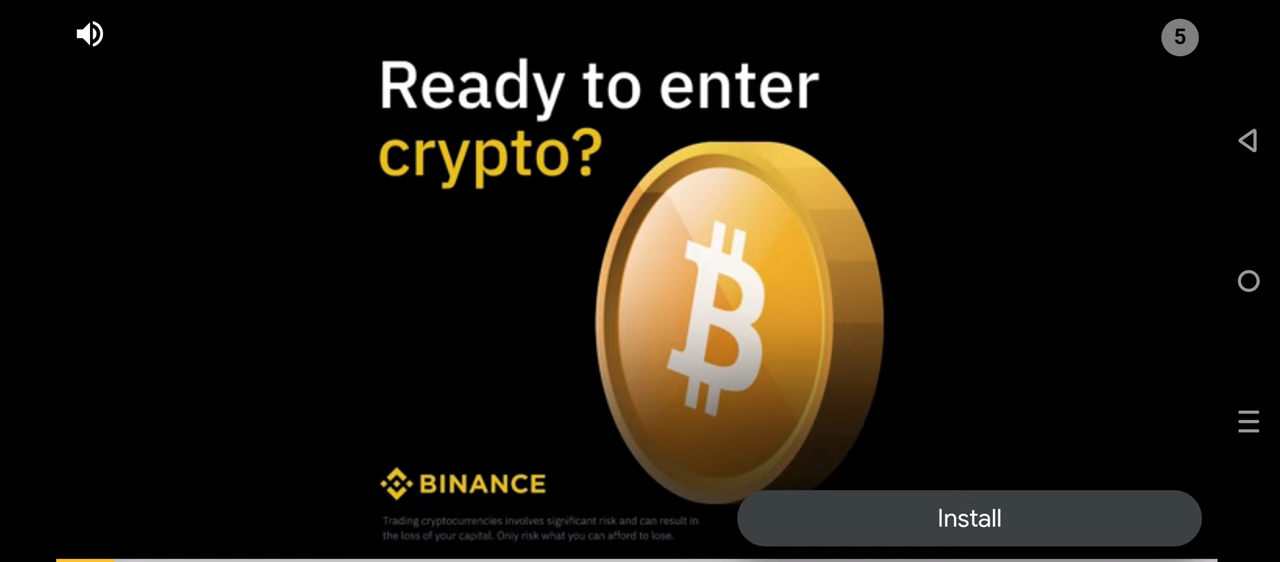 5
Ready to enter
crypto?
BINANCE
Trading cryptocurrencies involves significant risk and can result in
the loss of your capital. Only risk what you can afford to lose.
Install